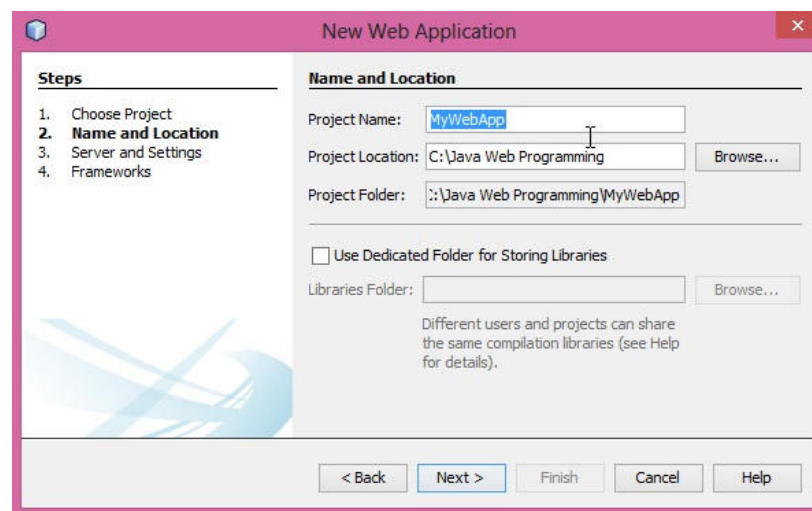 New Web Application
Steps
1. Choose Project
2. Name and Location
3. Server and Settings
4. Frameworks
Name and Location
Project Name: MyWebApp
Project Location: C:\Java Web Programming Browse...
Project Folder: :\Java Web Programming\MyWebApp
Use Dedicated Folder for Storing Libraries
Libraries Folder: Browse...
Different users and projects can share
the same compilation libraries (see Help
for details).
< Back Next > Finish Cancel Help